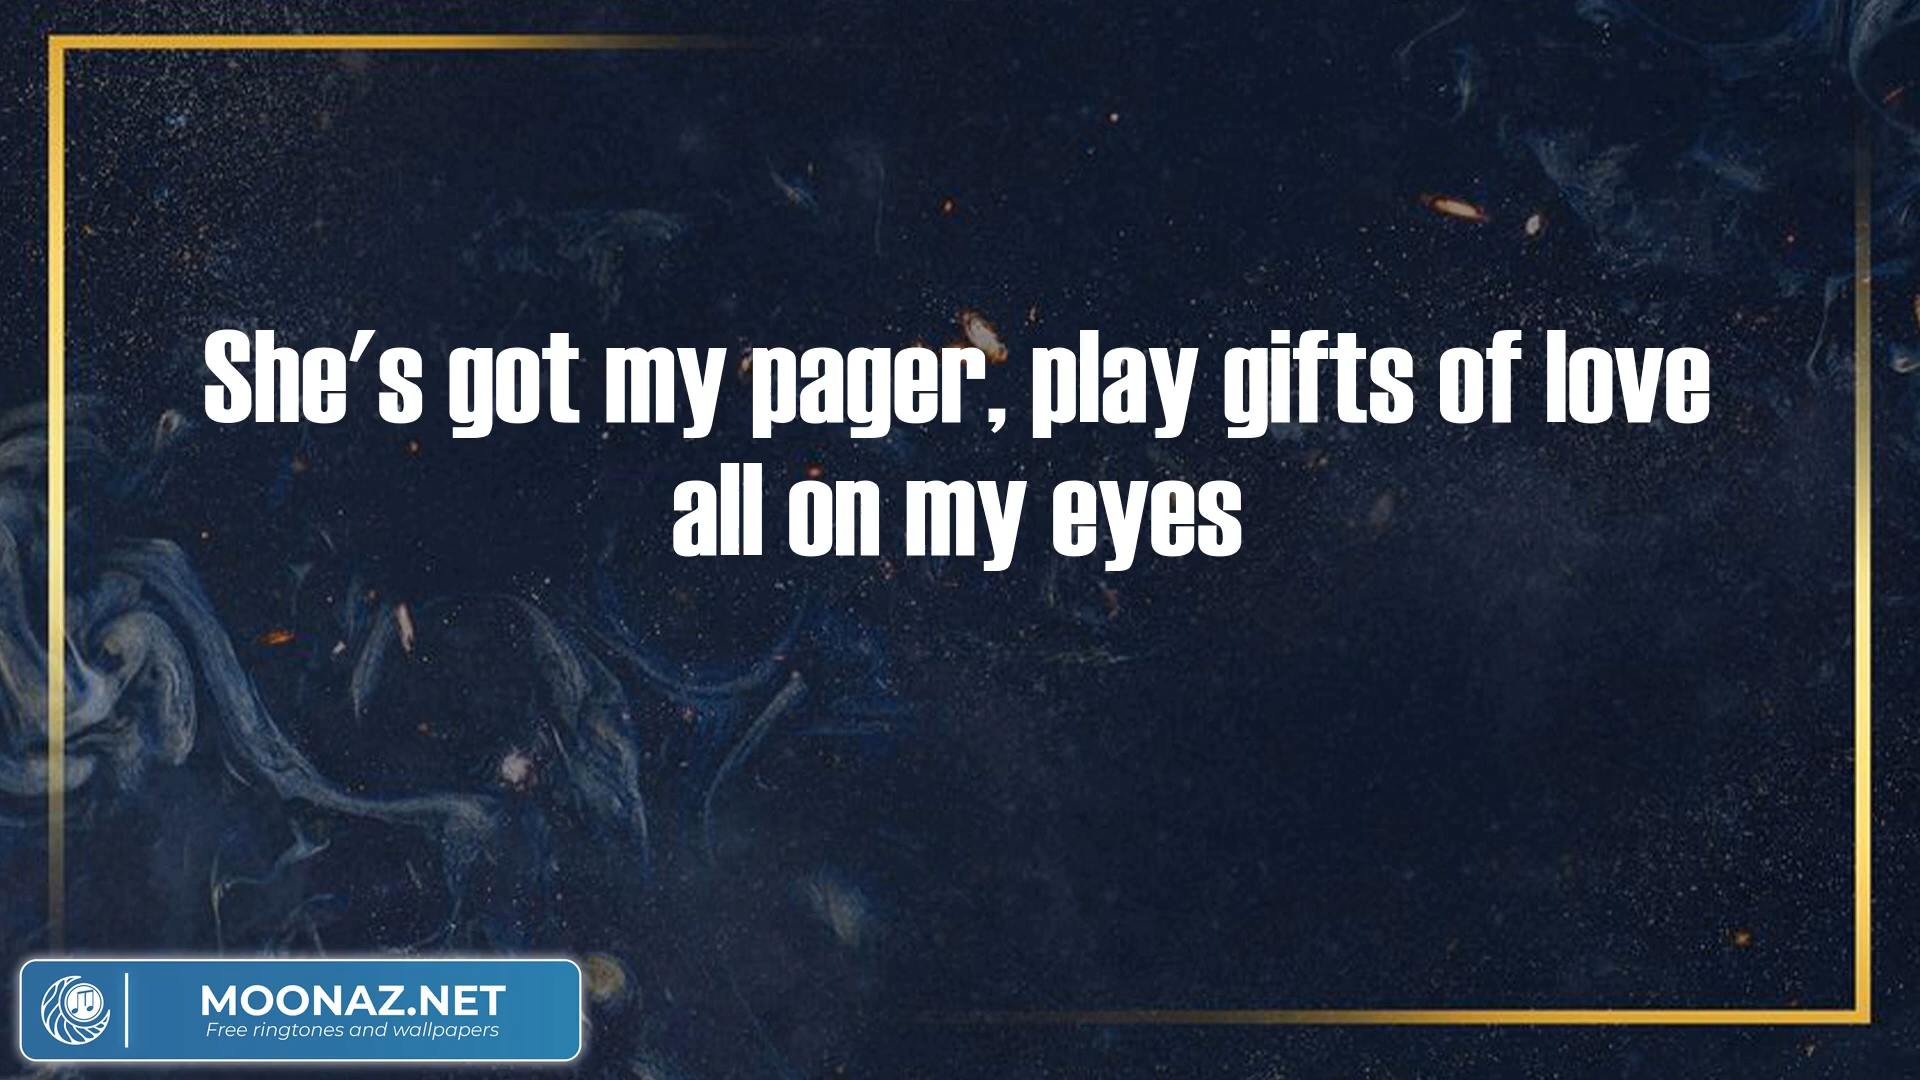 She's got my pager, play gifts of love
all on my eyes
MOONAZ.NET
Free ringtones and wallpapers